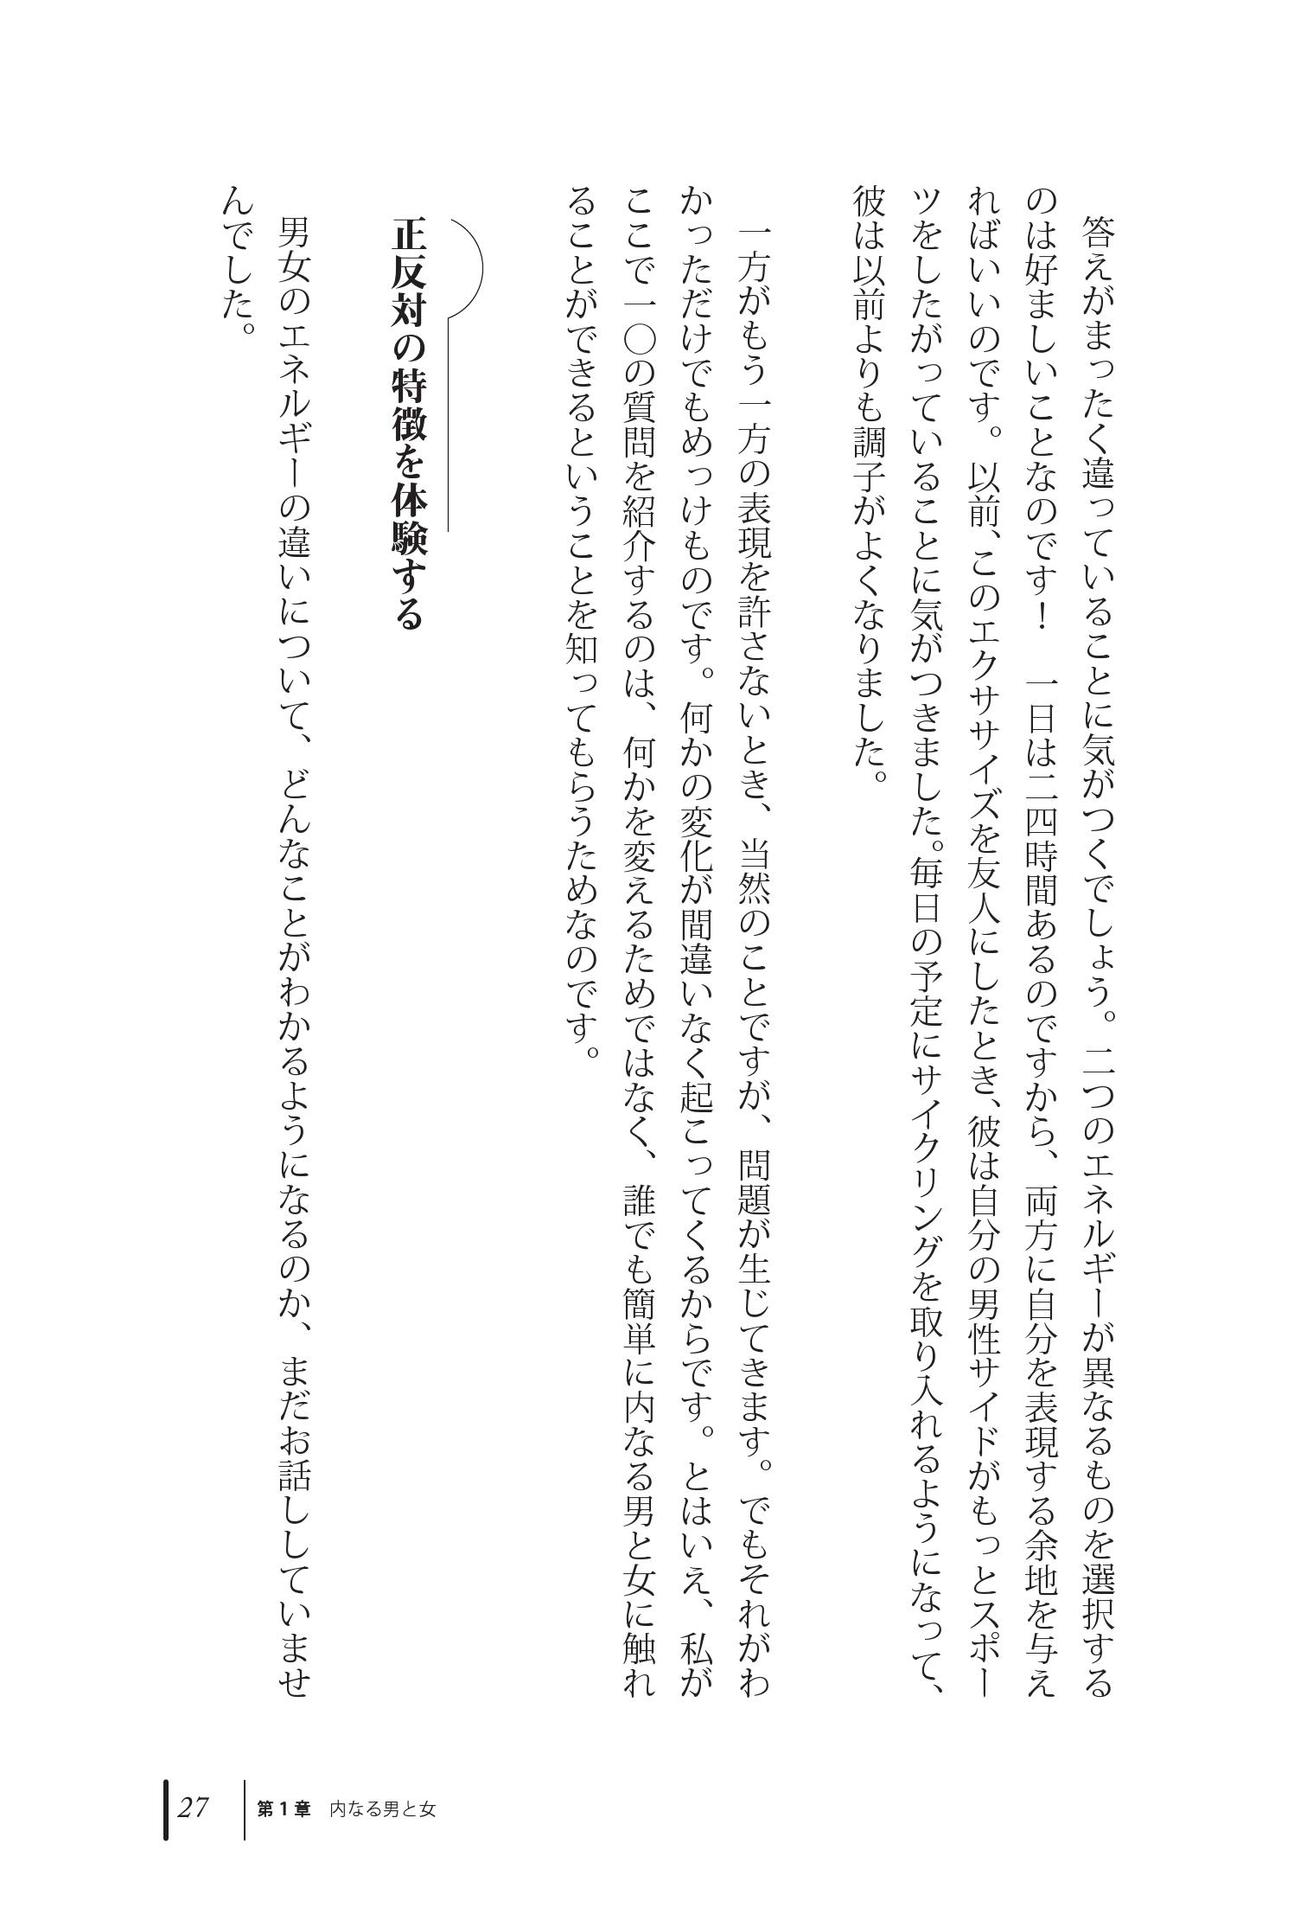 答えがまったく違っていることに気がつくでしょう。二つのエネルギーが異なるものを選択する
のは好ましいことなのです！　一日は二四時間あるのですから、両方に自分を表現する余地を与え
ればいいのです。以前、このエクササイズを友人にしたとき、彼は自分の男性サイドがもっとスポー
ツをしたがっていることに気がつきました。毎日の予定にサイクリングを取り入れるようになって、
彼は以前よりも調子がよくなりました。
一方がもう一方の表現を許さないとき、当然のことですが、問題が生じてきます。でもそれがわ
かっただけでもめっけものです。何かの変化が間違いなく起こってくるからです。とはいえ、私が
ここで一〇の質問を紹介するのは、何かを変えるためではなく、誰でも簡単に内なる男と女に触れ
ることができるということを知ってもらうためなのです。
正反対の特徴を体験する
男女のエネルギーの違いについて、どんなことがわかるようになるのか、まだお話ししていませ
んでした。
27 第1章 内なる男と女